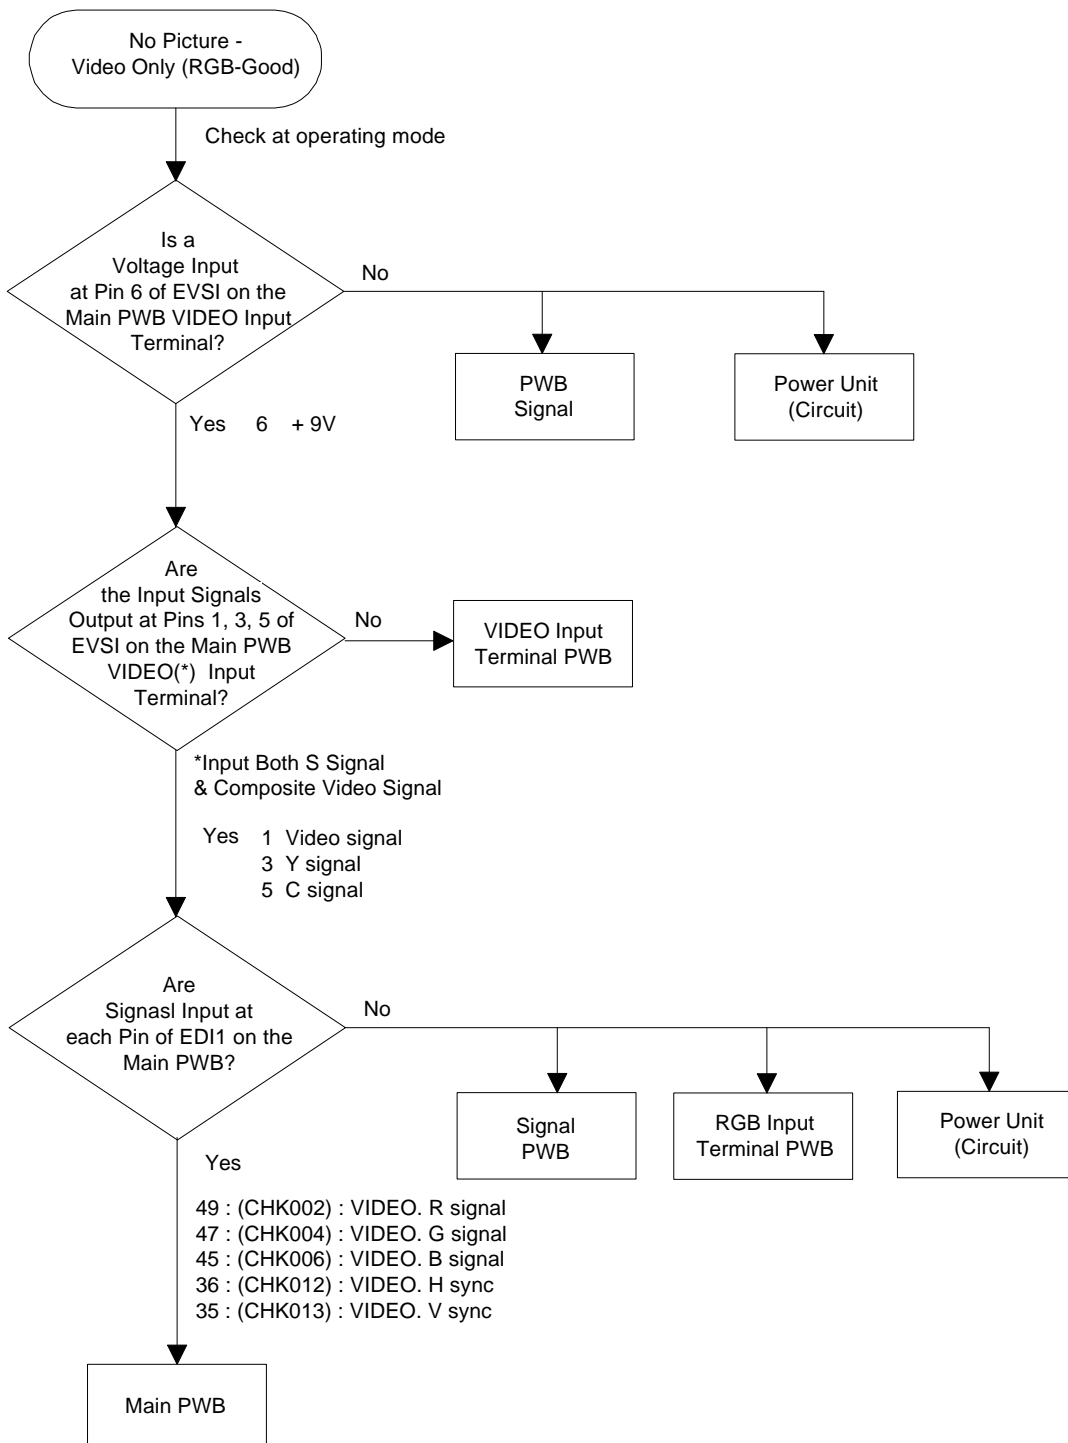 No Picture -
Video Only (RGB-Good)
Check at operating mode
Is a
Voltage Input
at Pin 6 of EVSI on the
Main PWB VIDEO Input
Terminal?
No
PWB
Signal
Power Unit
(Circuit)
Yes 6 + 9V
Are
the Input Signals
Output at Pins 1, 3, 5 of
EVSI on the Main PWB
VIDEO(*) Input
Terminal?
No
VIDEO Input
Terminal PWB
*Input Both S Signal
& Composite Video Signal
Yes 1 Video signal
3 Y signal
5 C signal
Are
Signasl Input at
each Pin of EDI1 on the
Main PWB?
No
Signal
PWB
RGB Input
Terminal PWB
Power Unit
(Circuit)
Yes
49 : (CHK002) : VIDEO. R signal
47 : (CHK004) : VIDEO. G signal
45 : (CHK006) : VIDEO. B signal
36 : (CHK012) : VIDEO. H sync
35 : (CHK013) : VIDEO. V sync
Main PWB